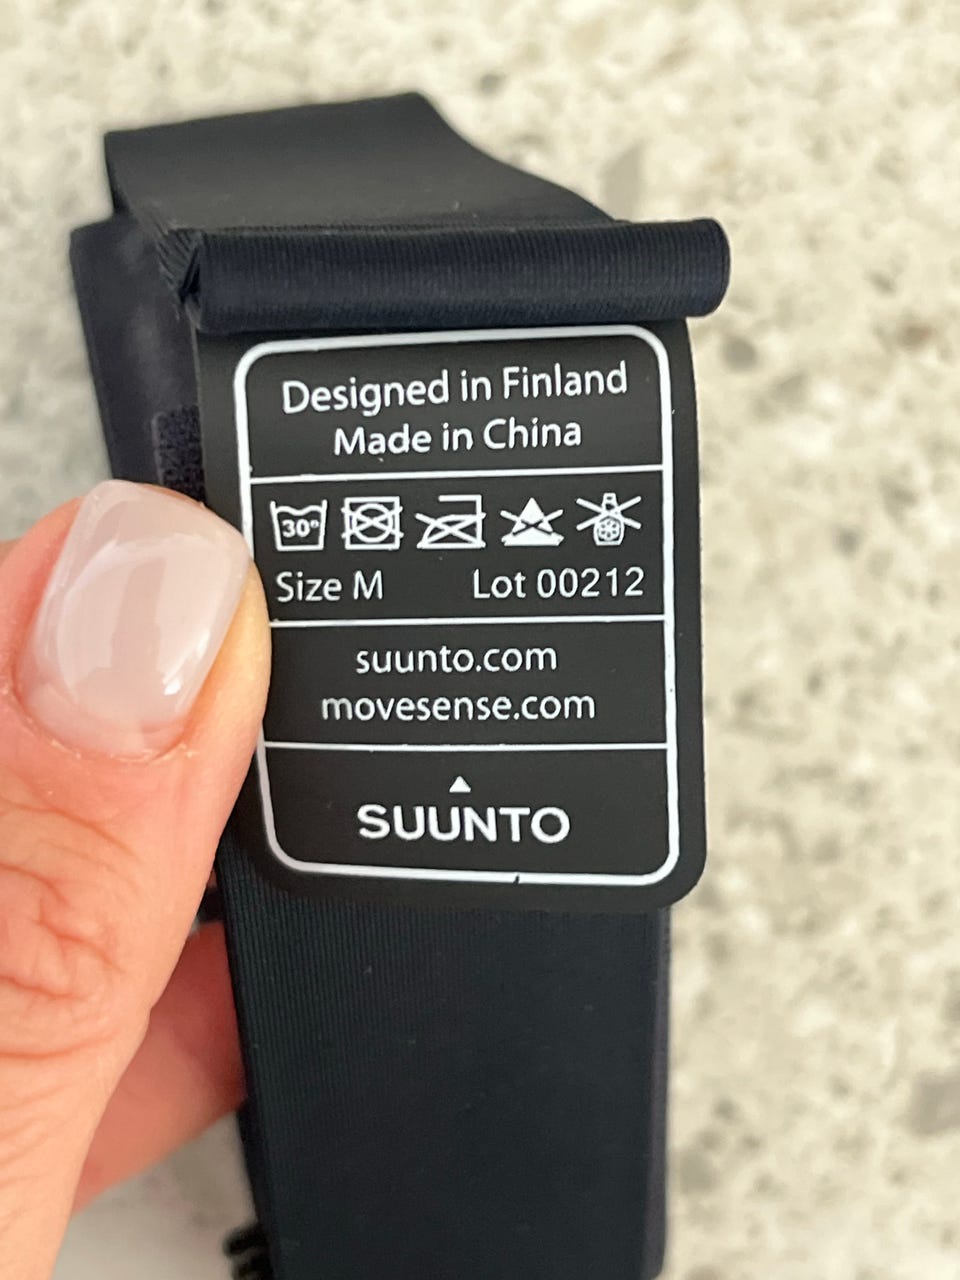 Designed in Finland
Made in China
30°
Size M Lot 00212
suunto.com
movesense.com
SUUNTO